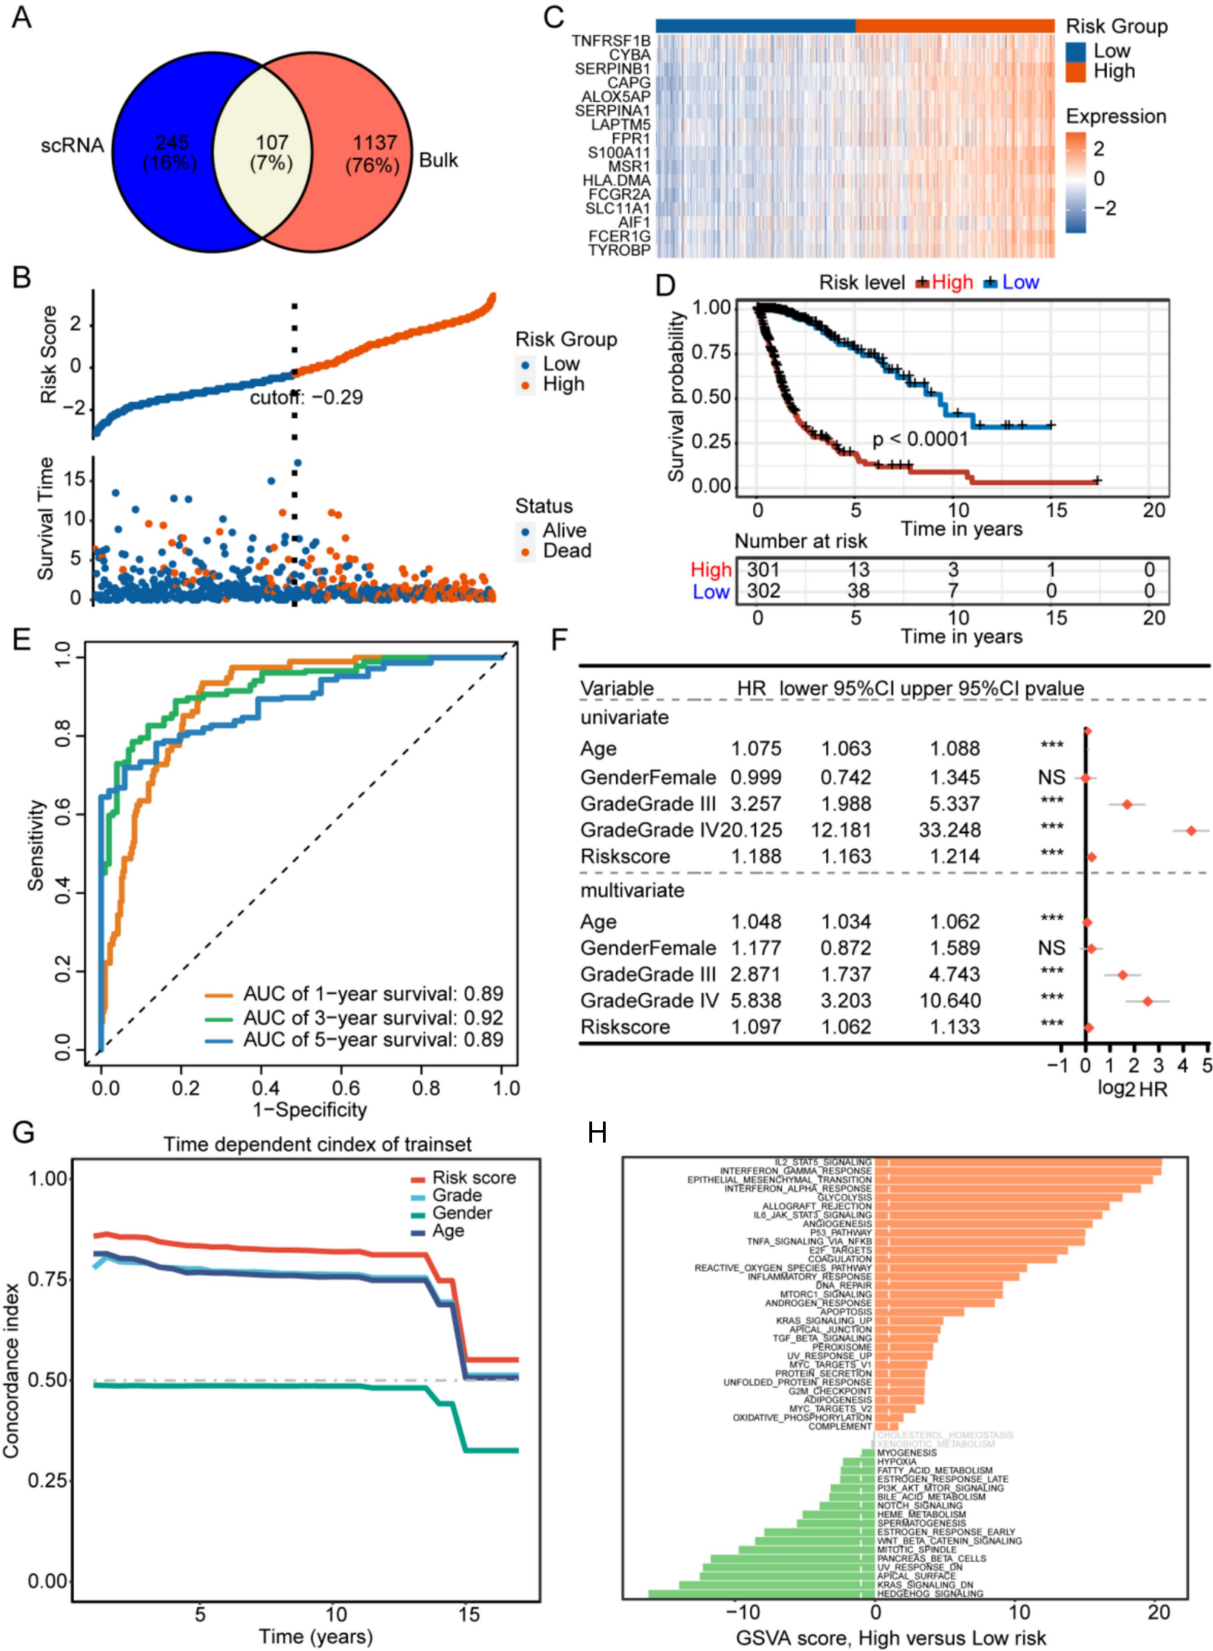 A
scRNA
245
(16%)
107
(7%)
1137
(76%)
Bulk
C
TNFRSF1B
CYBA
SERPINB1
CAPG
ALOX5AP
SERPINA1
LAPTM5
FPR1
S100A11
MSR1
HLA.DMA
FCGR2A
SLC11A1
AIF1
FCER1G
TYROBP
Risk Group
Low
High
Expression
2
0
−2
B
Risk Score
2
0
−2
cutoff: −0.29
Risk Group
Low
High
Survival Time
15
10
5
0
Status
Alive
Dead
D
Risk level High Low
Survival probability
1.00
0.75
0.50
0.25
0.00
p < 0.0001
0 5 10 15 20
Time in years
Number at risk
High 301 13 3 1 0
Low 302 38 7 0 0
0 5 10 15 20
Time in years
E
Sensitivity
1.0
0.8
0.6
0.4
0.2
0.0
AUC of 1−year survival: 0.89
AUC of 3−year survival: 0.92
AUC of 5−year survival: 0.89
0.0 0.2 0.4 0.6 0.8 1.0
1−Specificity
F
Variable HR lower 95%CI upper 95%CI pvalue
univariate
Age 1.075 1.063 1.088 ***
GenderFemale 0.999 0.742 1.345 NS
GradeGrade III 3.257 1.988 5.337 ***
GradeGrade IV 20.125 12.181 33.248 ***
Riskscore 1.188 1.163 1.214 ***
multivariate
Age 1.048 1.034 1.062 ***
GenderFemale 1.177 0.872 1.589 NS
GradeGrade III 2.871 1.737 4.743 ***
GradeGrade IV 5.838 3.203 10.640 ***
Riskscore 1.097 1.062 1.133 ***
−1 0 1 2 3 4 5
log2 HR
G
Time dependent cindex of trainset
Concordance index
1.00
0.75
0.50
0.25
0.00
Risk score
Grade
Gender
Age
5 10 15
Time (years)
H
IL2_STAT5_SIGNALING
INTERFERON_GAMMA_RESPONSE
EPITHELIAL_MESENCHYMAL_TRANSITION
INTERFERON_ALPHA_RESPONSE
GLYCOLYSIS
ALLOGRAFT_REJECTION
IL6_JAK_STAT3_SIGNALING
ANGIOGENESIS
P53_PATHWAY
TNFA_SIGNALING_VIA_NFKB
E2F_TARGETS
COAGULATION
REACTIVE_OXYGEN_SPECIES_PATHWAY
INFLAMMATORY_RESPONSE
DNA_REPAIR
MTORC1_SIGNALING
ANDROGEN_RESPONSE
APOPTOSIS
KRAS_SIGNALING_UP
APICAL_JUNCTION
TGF_BETA_SIGNALING
PEROXISOME
UV_RESPONSE_UP
MYC_TARGETS_V1
PROTEIN_SECRETION
UNFOLDED_PROTEIN_RESPONSE
G2M_CHECKPOINT
ADIPOGENESIS
MYC_TARGETS_V2
OXIDATIVE_PHOSPHORYLATION
COMPLEMENT
CHOLESTEROL_HOMEOSTASIS
XENOBIOTIC_METABOLISM
MYOGENESIS
HYPOXIA
FATTY_ACID_METABOLISM
ESTROGEN_RESPONSE_LATE
PI3K_AKT_MTOR_SIGNALING
BILE_ACID_METABOLISM
NOTCH_SIGNALING
HEME_METABOLISM
SPERMATOGENESIS
ESTROGEN_RESPONSE_EARLY
WNT_BETA_CATENIN_SIGNALING
MITOTIC_SPINDLE
PANCREAS_BETA_CELLS
UV_RESPONSE_DN
APICAL_SURFACE
KRAS_SIGNALING_DN
HEDGEHOG_SIGNALING
−10 0 10 20
GSVA score, High versus Low risk